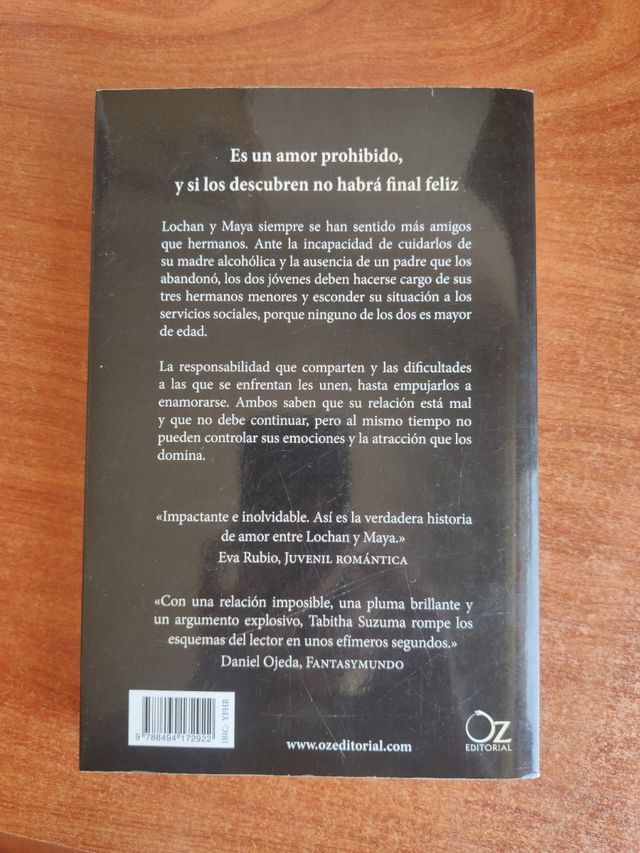 Es un amor prohibido,
y si los descubren no habrá final feliz
Lochan y Maya siempre se han sentido más amigos
que hermanos. Ante la incapacidad de cuidarlos de
su madre alcohólica y la ausencia de un padre que los
abandonó, los dos jóvenes deben hacerse cargo de sus
tres hermanos menores y esconder su situación a los
servicios sociales, porque ninguno de los dos es mayor
de edad.
La responsabilidad que comparten y las dificultades
a las que se enfrentan les unen, hasta empujarlos a
enamorarse. Ambos saben que su relación está mal
y que no debe continuar, pero al mismo tiempo no
pueden controlar sus emociones y la atracción que los
domina.
«Impactante e inolvidable. Así es la verdadera historia
de amor entre Lochan y Maya.»
Eva Rubio, JUVENIL ROMÁNTICA
«Con una relación imposible, una pluma brillante y
un argumento explosivo, Tabitha Suzuma rompe los
esquemas del lector en unos efímeros segundos.»
Daniel Ojeda, FANTASYMUNDO
9 788494 172922
IBIC: YFHR
www.ozeditorial.com
OZ
EDITORIAL